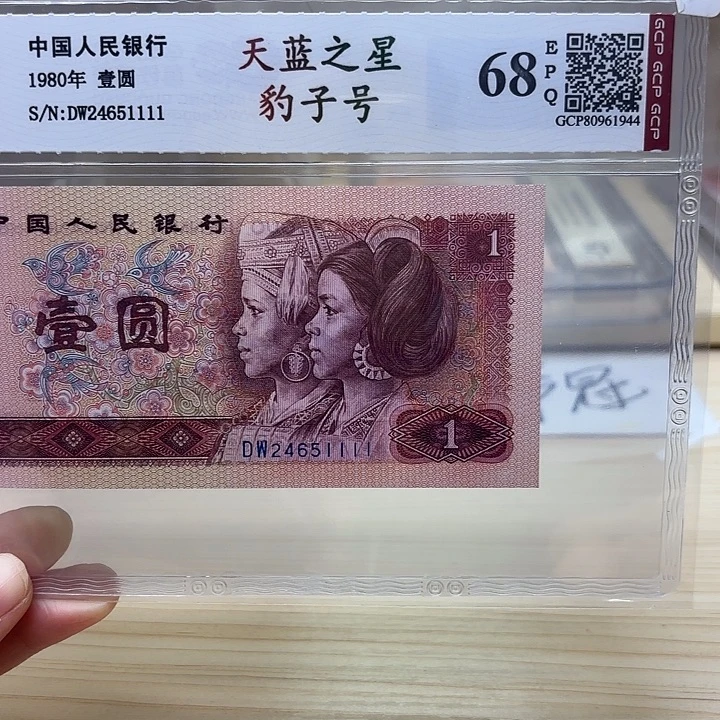 中国人民银行
1980年 壹圆
S/N:DW24651111
天蓝之星
豹子号
68
EPQ
GCP80961944
GCP GCP GCP
中国人民银行
1
壹圆
DW24651111
1
冠